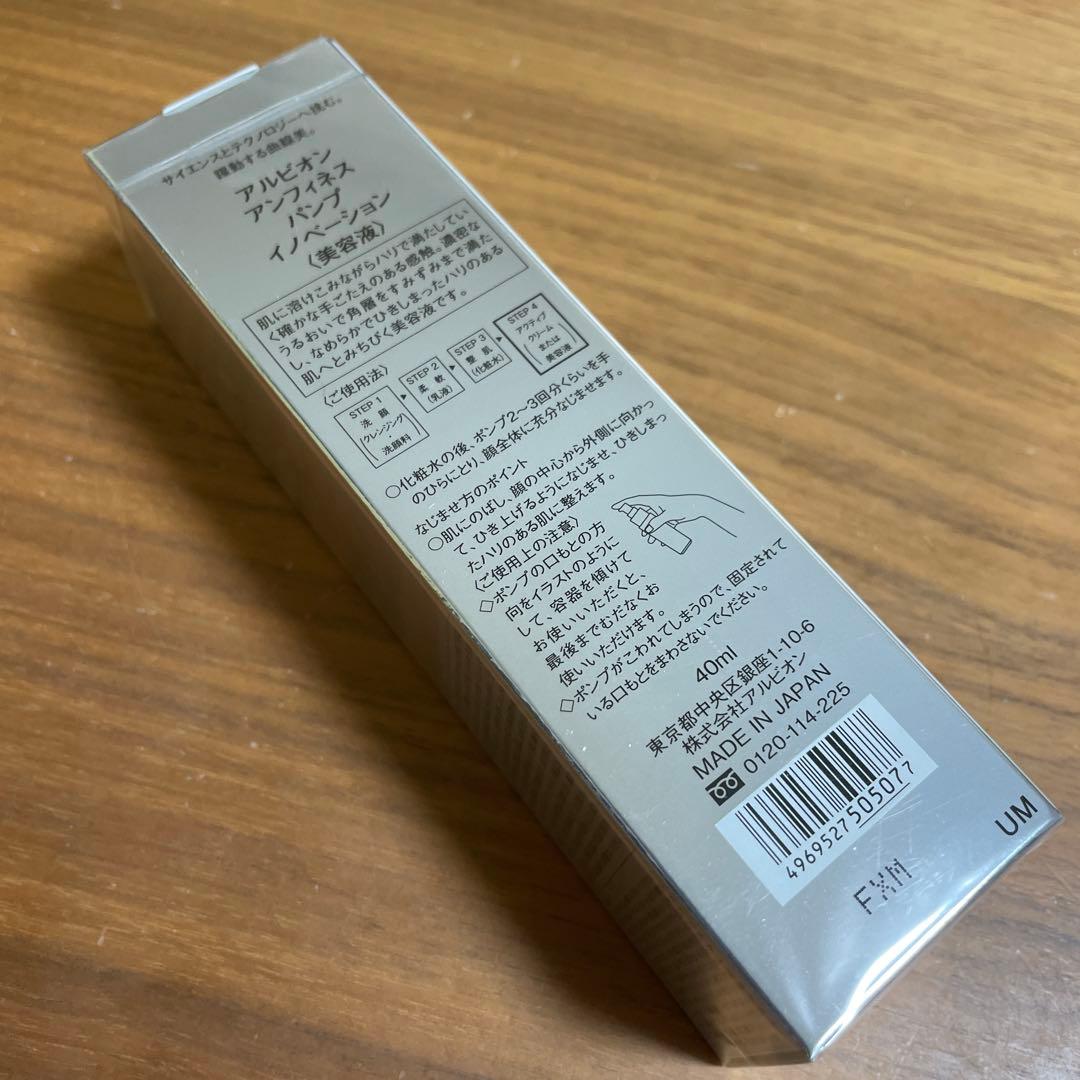 サイエンスとテクノロジーへ挑む。
躍動する曲線美。
アルビオン
アンフィネス
パンプ
イノベーション
〈美容液〉
肌に溶けこみながらハリで満たしてい
く確かな手ごたえのある感触。濃密な
うるおいで角層をすみずみまで満た
し、なめらかでひきしまったハリのある
肌へとみちびく美容液です。
〈ご使用法〉
STEP 1
洗顔
(クレンジング・
洗顔料)
STEP 2
柔軟
(乳液)
STEP 3
整肌
(化粧水)
STEP 4
アクティブ
クリーム
または
美容液
○化粧水の後、ポンプ2～3回分くらいを手
のひらにとり、顔全体に充分なじませます。
なじませ方のポイント
○肌にのばし、顔の中心から外側に向かっ
て、ひき上げるようになじませ、ひきしまっ
たハリのある肌に整えます。
〈ご使用上の注意〉
◇ポンプの口もとの方
向をイラストのように
して、容器を傾けて
お使いいただくと、
最後までむだなくお
使いいただけます。
◇ポンプがこわれてしまうので、固定されて
いる口もとをまわさないでください。
40ml
東京都中央区銀座1-10-6
株式会社アルビオン
MADE IN JAPAN
0120-114-225
4969527505077
UM
FXM